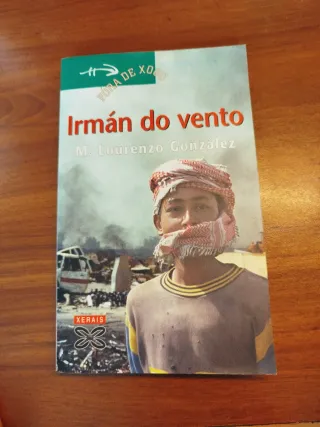 FÓRA DE XOGO
Irmán do vento
M. Lourenzo González
XERAIS